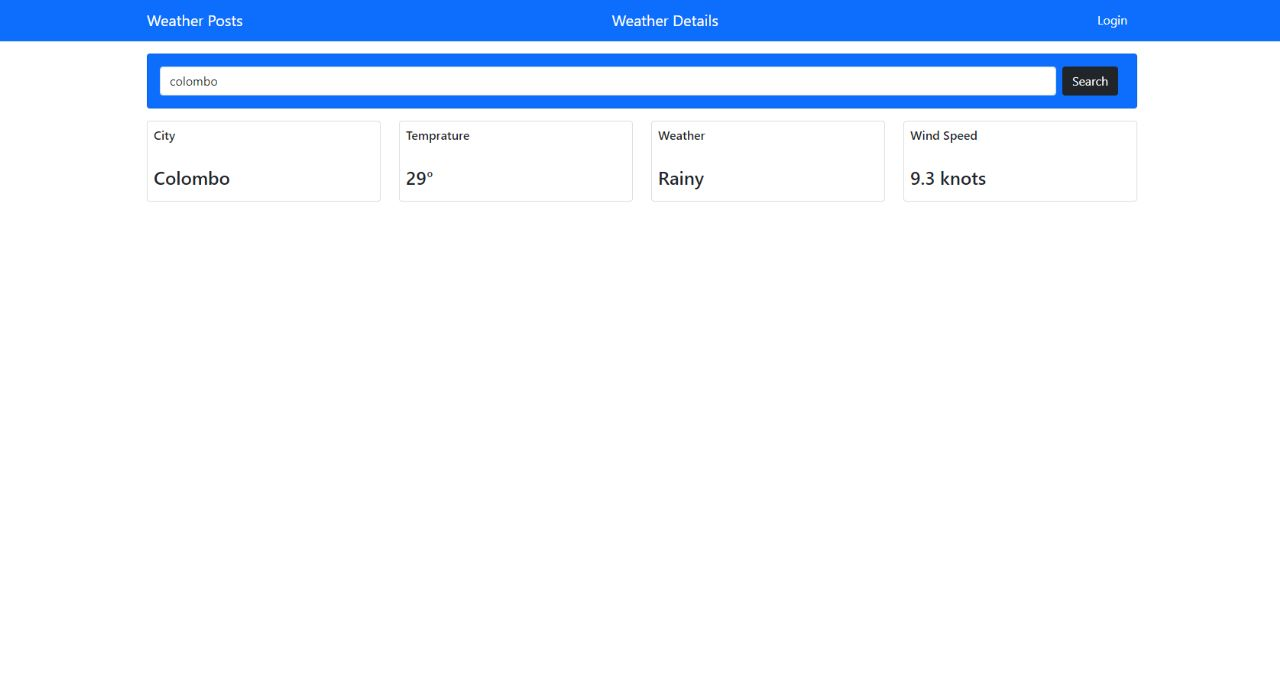 Weather Posts Weather Details Login
colombo Search
City Temprature Weather Wind Speed
Colombo 29° Rainy 9.3 knots